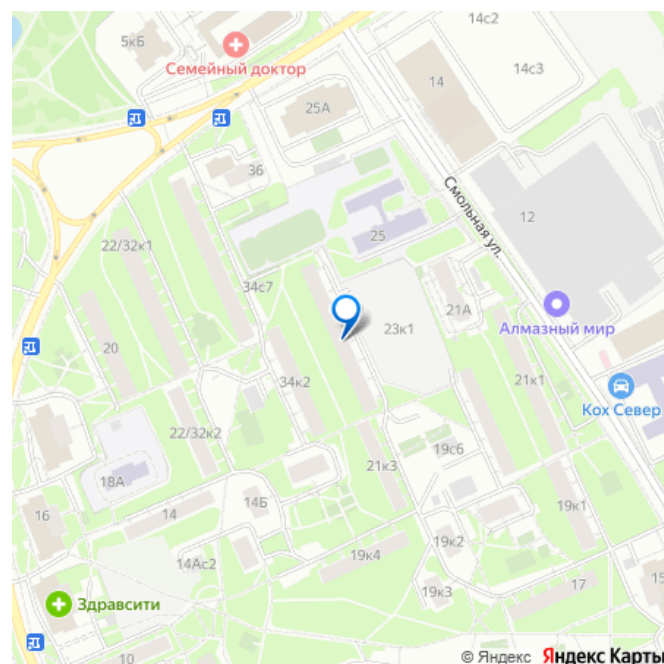 14с2
5кБ
Семейный доктор
14
14с3
25А
36
Смольная ул.
12
22/32к1
25
34с7
21А
Алмазный мир
23к1
20
34к2
21к1
Кох Север
22/32к2
21к3
19с6
18А
14Б
19к1
16
14
19к2
14Ас2
19к4
17
15
19к3
Здравсити
10
© Яндекс Яндекс Карты